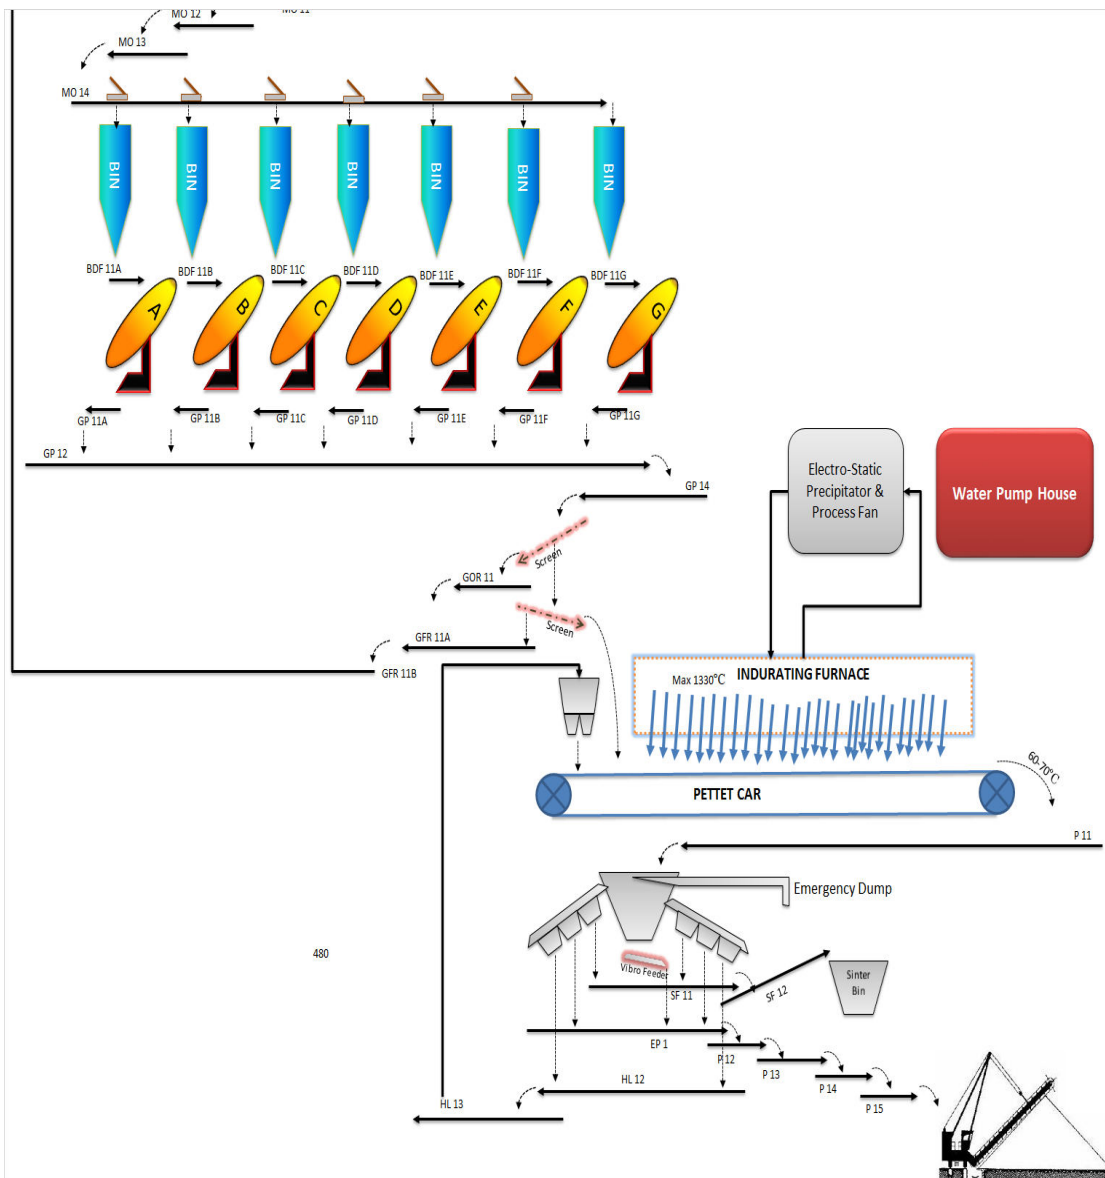 MO 12
MO 11
MO 13
MO 14
BIN
BIN
BIN
BIN
BIN
BIN
BIN
BDF 11A
BDF 11B
BDF 11C
BDF 11D
BDF 11E
BDF 11F
BDF 11G
A
B
C
D
E
F
G
GP 11A
GP 11B
GP 11C
GP 11D
GP 11E
GP 11F
GP 11G
GP 12
GP 14
Electro-Static
Precipitator &
Process Fan
Water Pump House
Screen
GOR 11
Screen
GFR 11A
GFR 11B
INDURATING FURNACE
Max 1330°C
60-70°C
PETTET CAR
P 11
Emergency Dump
480
Vibro Feeder
SF 11
SF 12
Sinter
Bin
EP 1
P 12
P 13
P 14
P 15
HL 12
HL 13